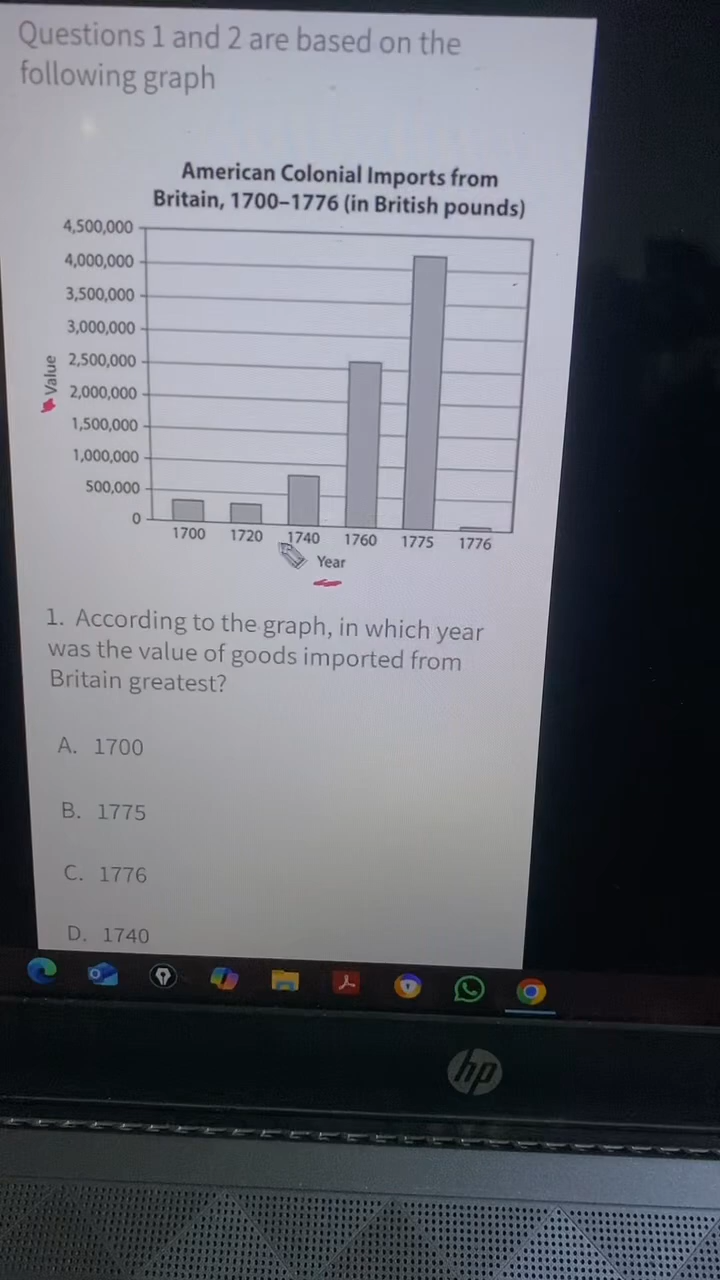 Questions 1 and 2 are based on the
following graph
American Colonial Imports from
Britain, 1700–1776 (in British pounds)
4,500,000
4,000,000
3,500,000
3,000,000
2,500,000
2,000,000
1,500,000
1,000,000
500,000
0
Value
1700 1720 1740 1760 1775 1776
Year
1. According to the graph, in which year
was the value of goods imported from
Britain greatest?
A. 1700
B. 1775
C. 1776
D. 1740
hp